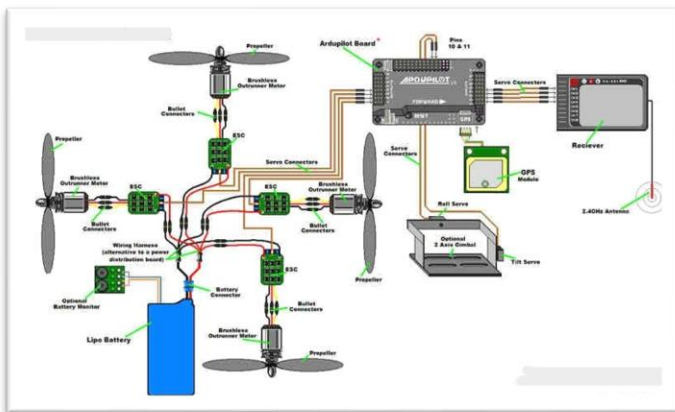 Propeller
Ardupilot Board
Pins
10 & 11
Brushless
Outrunner Motor
Servo Connectors
Bullet
Connectors
ARDUPILOT
FORWARD
Propeller
ESC
Servo
Connectors
Reciever
Servo Connectors
GPS
Module
Brushless
Outrunner Motor
ESC
ESC
Brushless
Outrunner Motor
Roll Servo
2.4GHz Antenna
Bullet
Connectors
Bullet
Connectors
Optional
2 Axis Gimbal
Wiring Harness
(alternative to a power
distribution board)
Tilt Servo
ESC
Propeller
Optional
Battery Monitor
Battery
Connector
Bullet
Connectors
Brushless
Outrunner Motor
Lipo Battery
Propeller